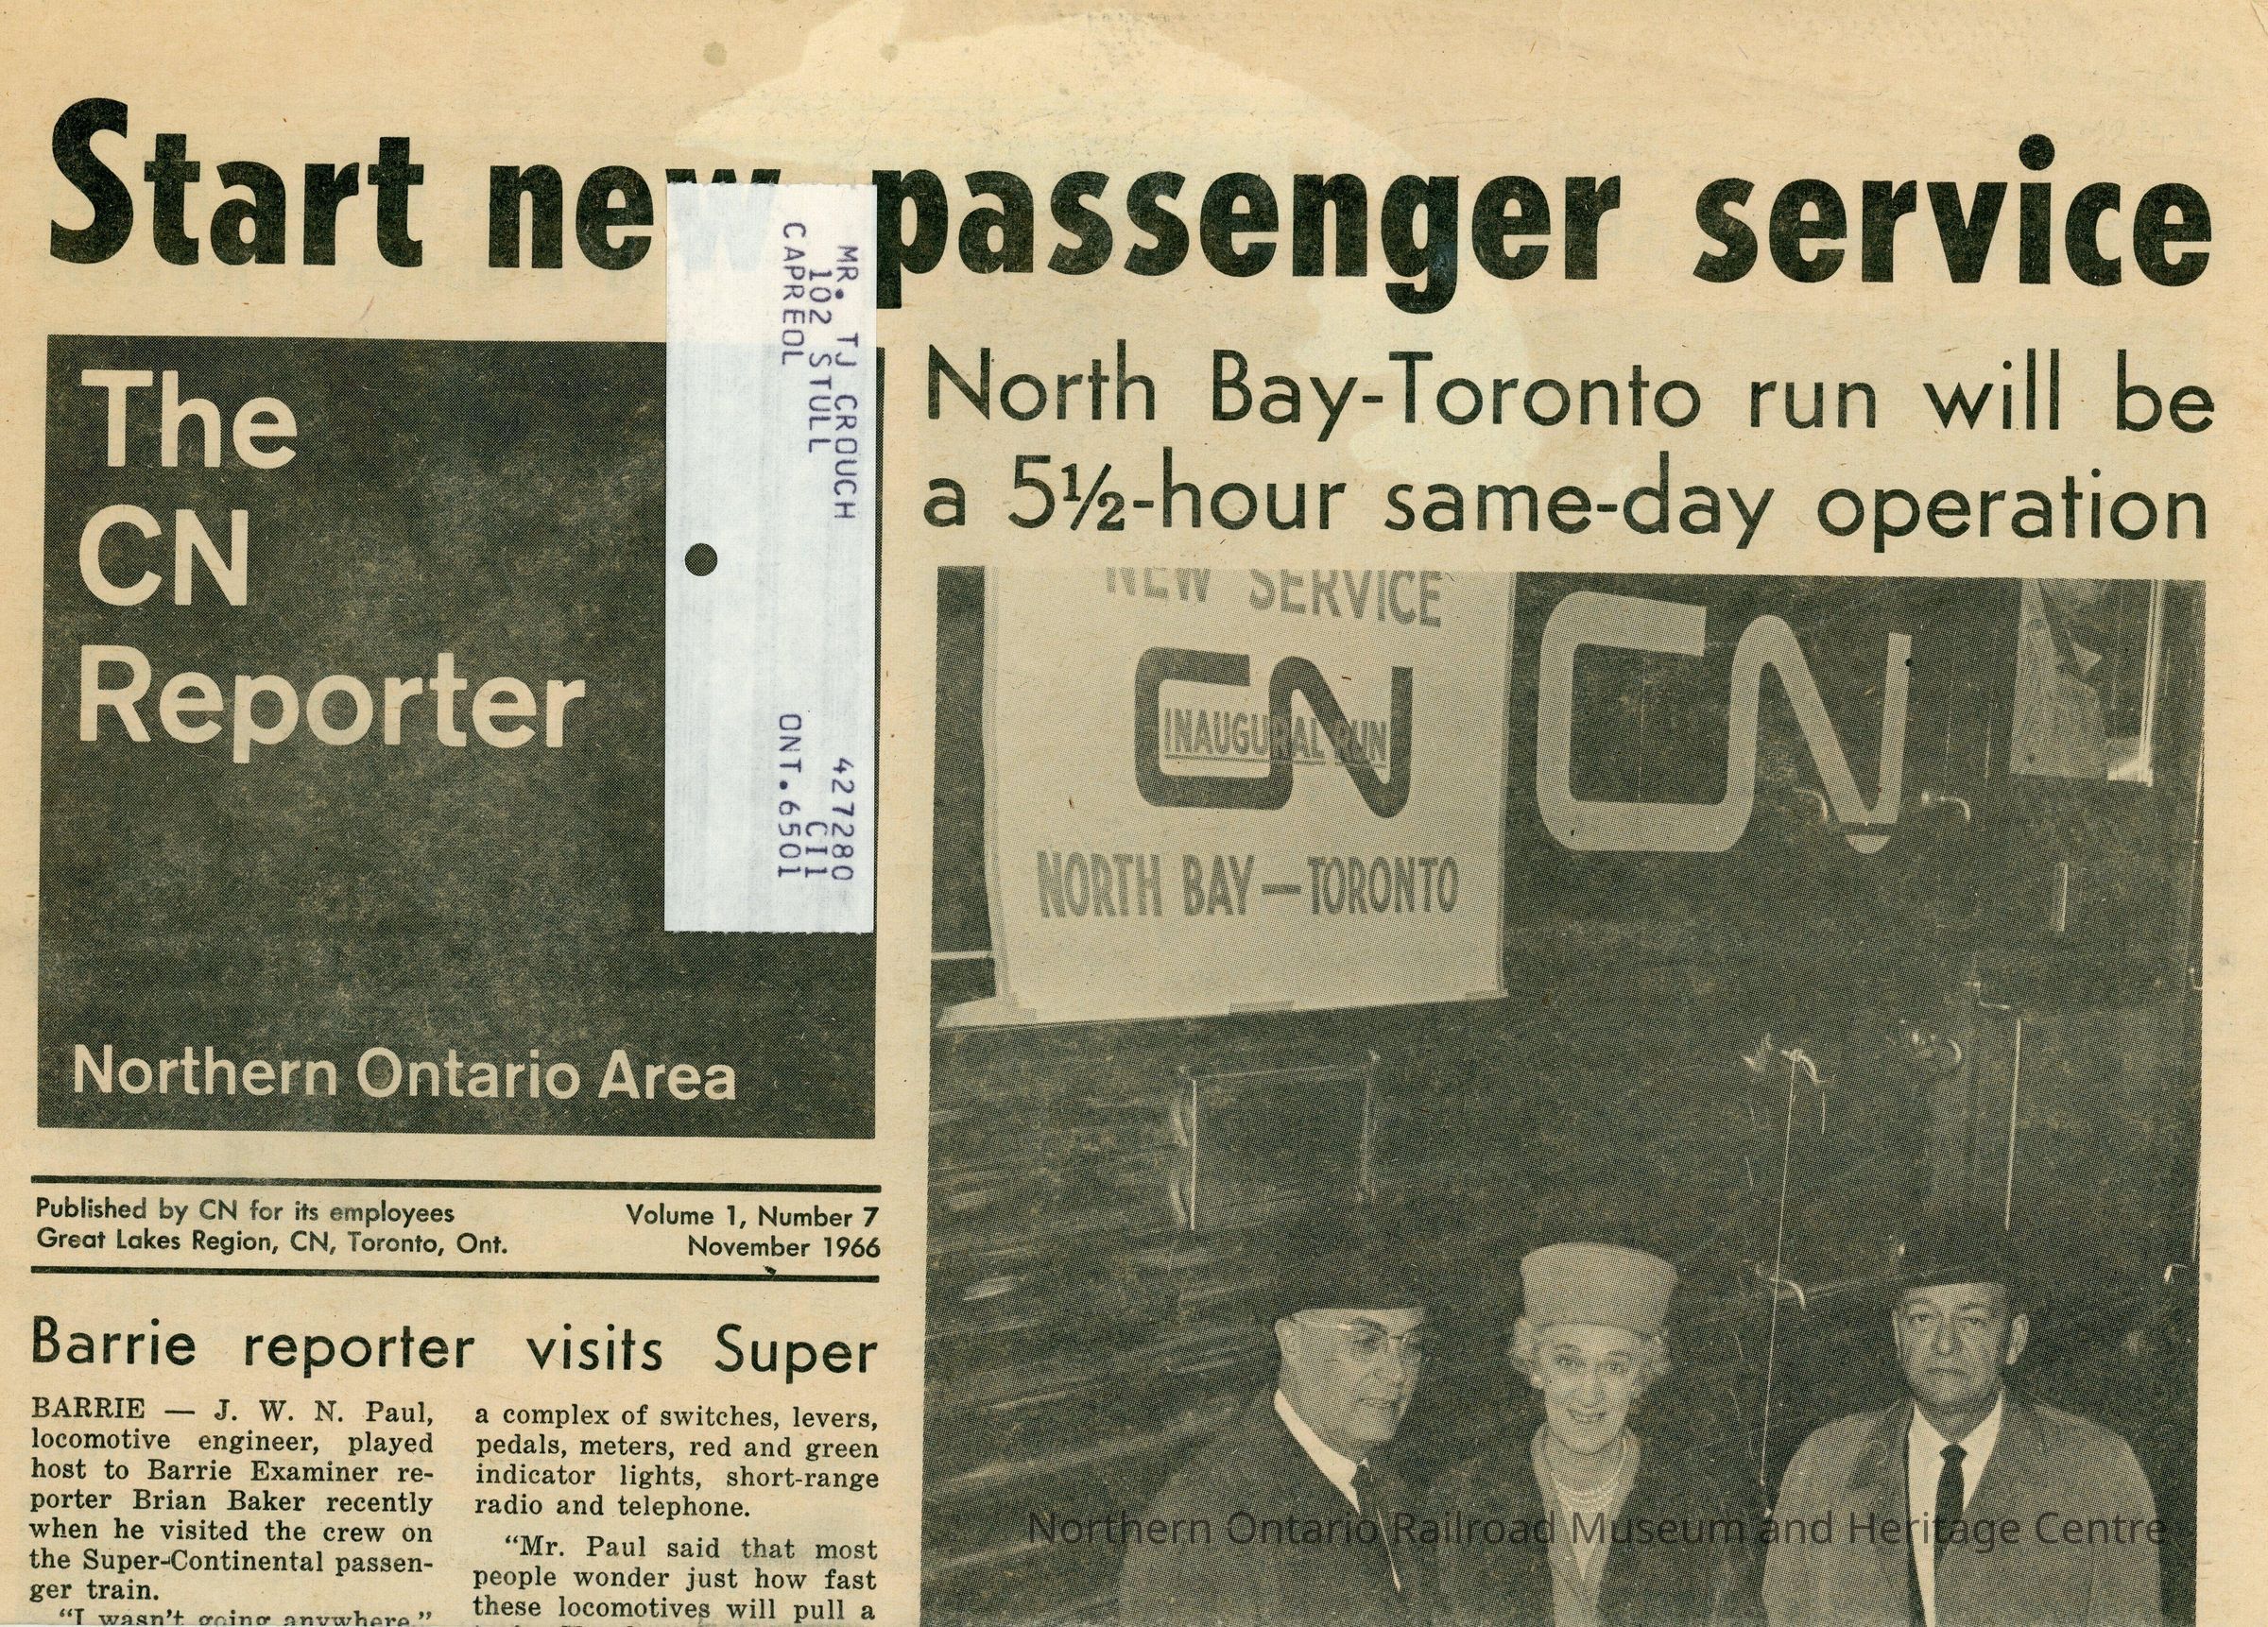 Start new passenger service
MR. TJ CROUCH 427280
102 STULL C11
CAPREOL ONT.6501
The
CN
Reporter
Northern Ontario Area
North Bay-Toronto run will be
a 5½-hour same-day operation
NEW SERVICE
CN
INAUGURAL RUN
NORTH BAY—TORONTO
CN
Published by CN for its employees
Great Lakes Region, CN, Toronto, Ont.
Volume 1, Number 7
November 1966
Barrie reporter visits Super
BARRIE — J. W. N. Paul,
locomotive engineer, played
host to Barrie Examiner re-
porter Brian Baker recently
when he visited the crew on
the Super-Continental passen-
ger train.
"I wasn't going anywhere,"
a complex of switches, levers,
pedals, meters, red and green
indicator lights, short-range
radio and telephone.
"Mr. Paul said that most
people wonder just how fast
these locomotives will pull a
Northern Ontario Railroad Museum and Heritage Centre